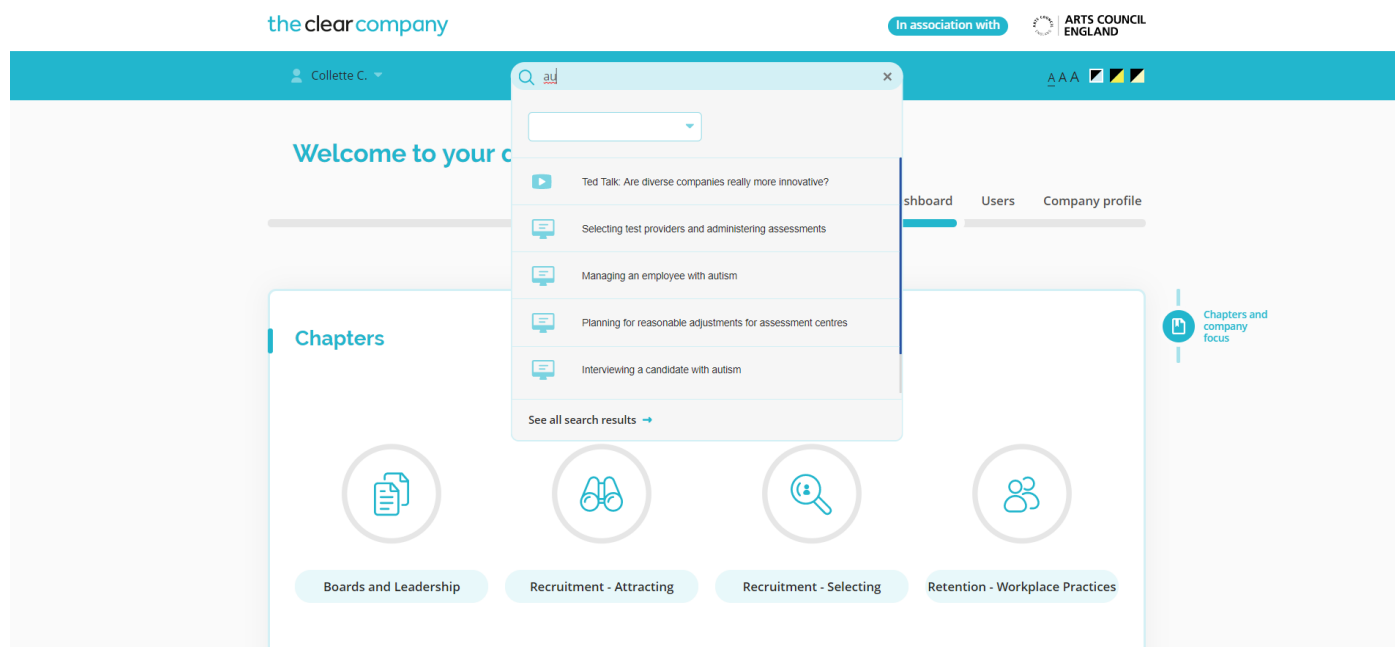 the clear company
In association with
ARTS COUNCIL
ENGLAND
Collette C.
au
A A A
Welcome to your d
shboard
Users
Company profile
Ted Talk: Are diverse companies really more innovative?
Selecting test providers and administering assessments
Managing an employee with autism
Planning for reasonable adjustments for assessment centres
Interviewing a candidate with autism
See all search results
Chapters
Chapters and
company
focus
Boards and Leadership
Recruitment - Attracting
Recruitment - Selecting
Retention - Workplace Practices